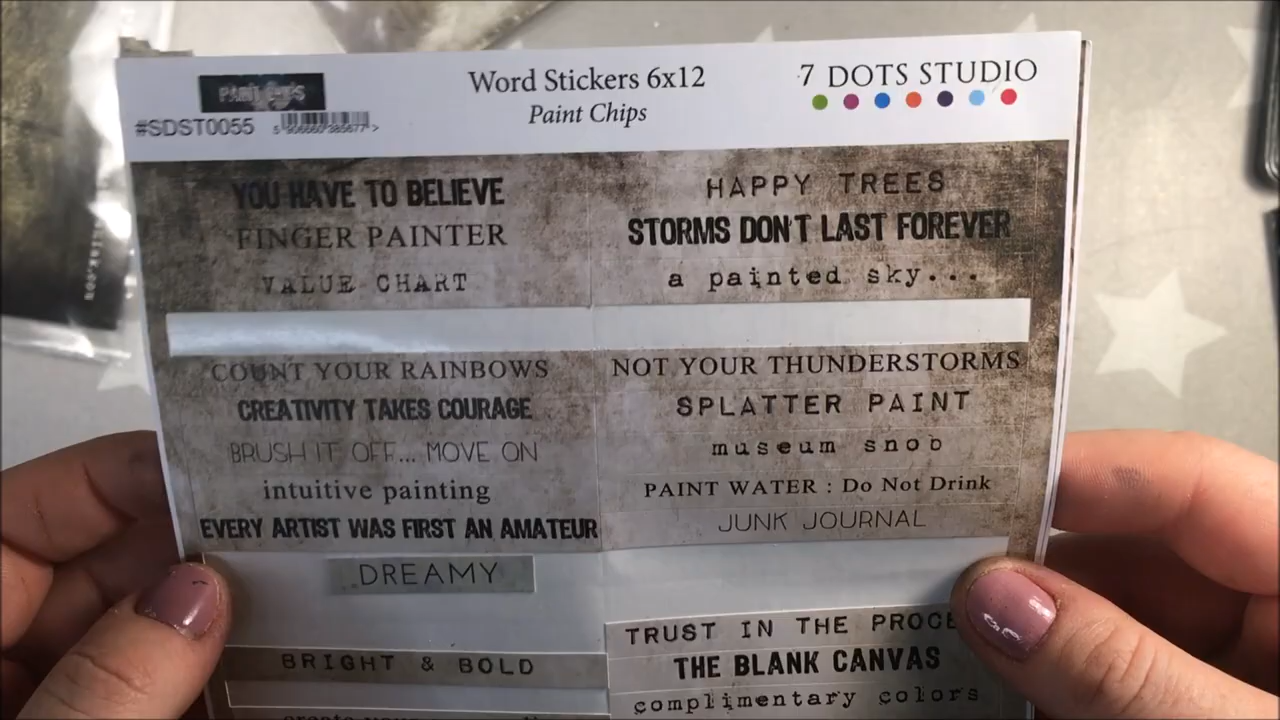 PAINT CHIPS
#SDST0055
Word Stickers 6x12
Paint Chips
7 DOTS STUDIO
YOU HAVE TO BELIEVE
FINGER PAINTER
VALUE CHART
HAPPY TREES
STORMS DON'T LAST FOREVER
a painted sky...
COUNT YOUR RAINBOWS
CREATIVITY TAKES COURAGE
BRUSH IT OFF... MOVE ON
intuitive painting
EVERY ARTIST WAS FIRST AN AMATEUR
DREAMY
BRIGHT & BOLD
NOT YOUR THUNDERSTORMS
SPLATTER PAINT
museum snob
PAINT WATER : Do Not Drink
JUNK JOURNAL
TRUST IN THE
THE BLANK CANVAS
complimentary colors